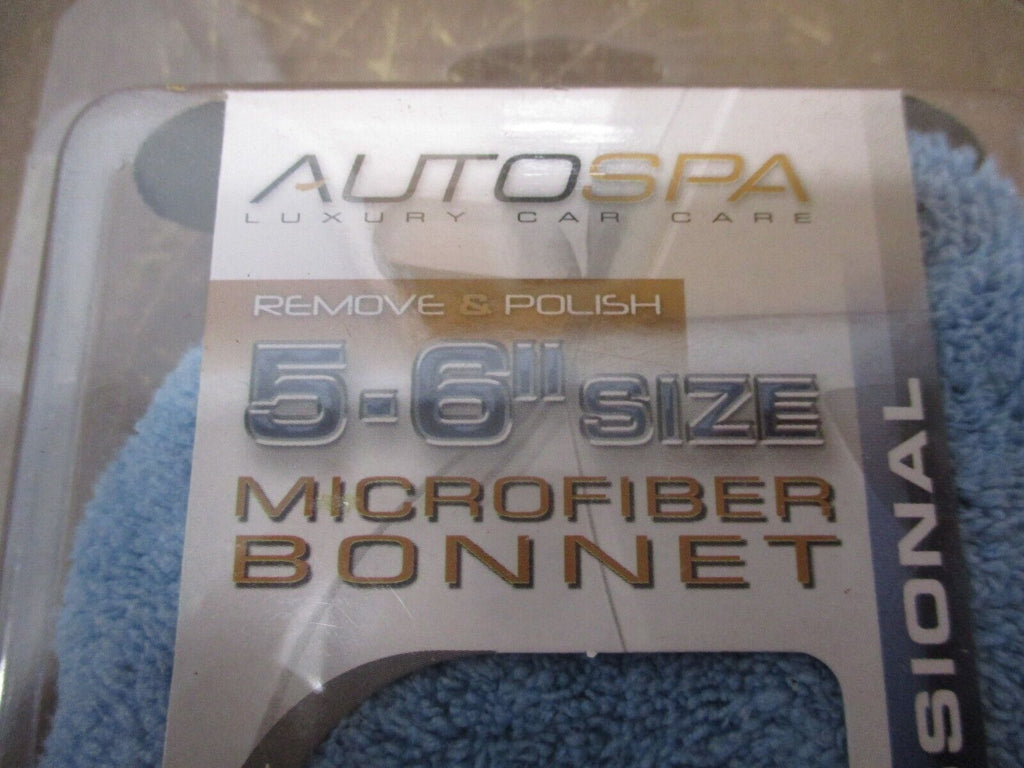 AUTOSPA
LUXURY CAR CARE
REMOVE & POLISH
5-6" SIZE
MICROFIBER
BONNET
SIONAL